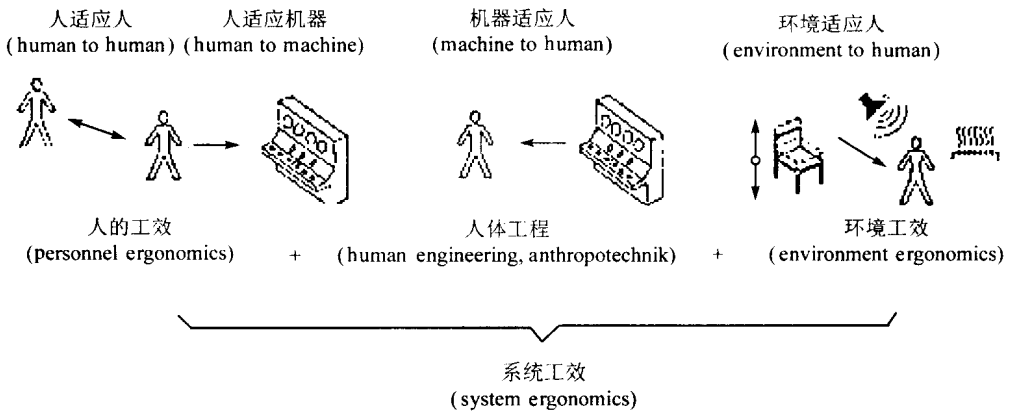 人适应人 人适应机器 机器适应人 环境适应人
(human to human) (human to machine) (machine to human) (environment to human)
人的工效 人体工程 环境工效
(personnel ergonomics) + (human engineering, anthropotechnik) + (environment ergonomics)
系统工效
(system ergonomics)